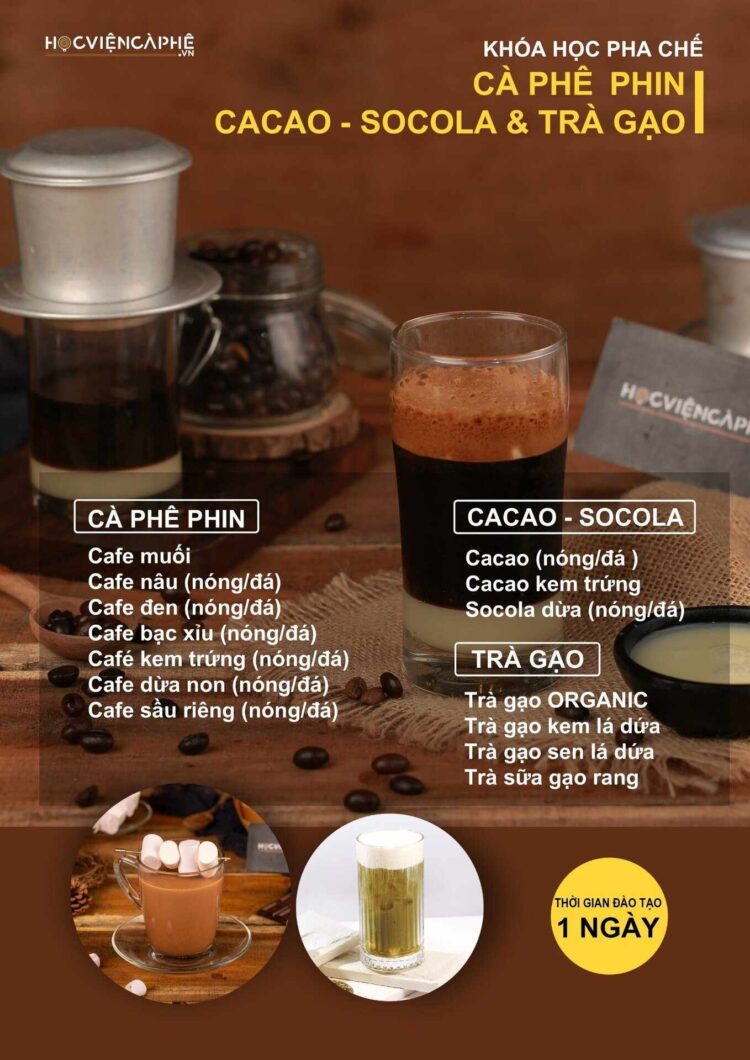 HỌCVIỆNCÀPHÊ
.VN
KHÓA HỌC PHA CHẾ
CÀ PHÊ PHIN
CACAO - SOCOLA & TRÀ GẠO
HỌCVIỆNCÀPH
CÀ PHÊ PHIN
Cafe muối
Cafe nâu (nóng/đá)
Cafe đen (nóng/đá)
Cafe bạc xỉu (nóng/đá)
Café kem trứng (nóng/đá)
Cafe dừa non (nóng/đá)
Cafe sầu riêng (nóng/đá)
CACAO - SOCOLA
Cacao (nóng/đá )
Cacao kem trứng
Socola dừa (nóng/đá)
TRÀ GẠO
Trà gạo ORGANIC
Trà gạo kem lá dứa
Trà gạo sen lá dứa
Trà sữa gạo rang
THỜI GIAN ĐÀO TẠO
1 NGÀY